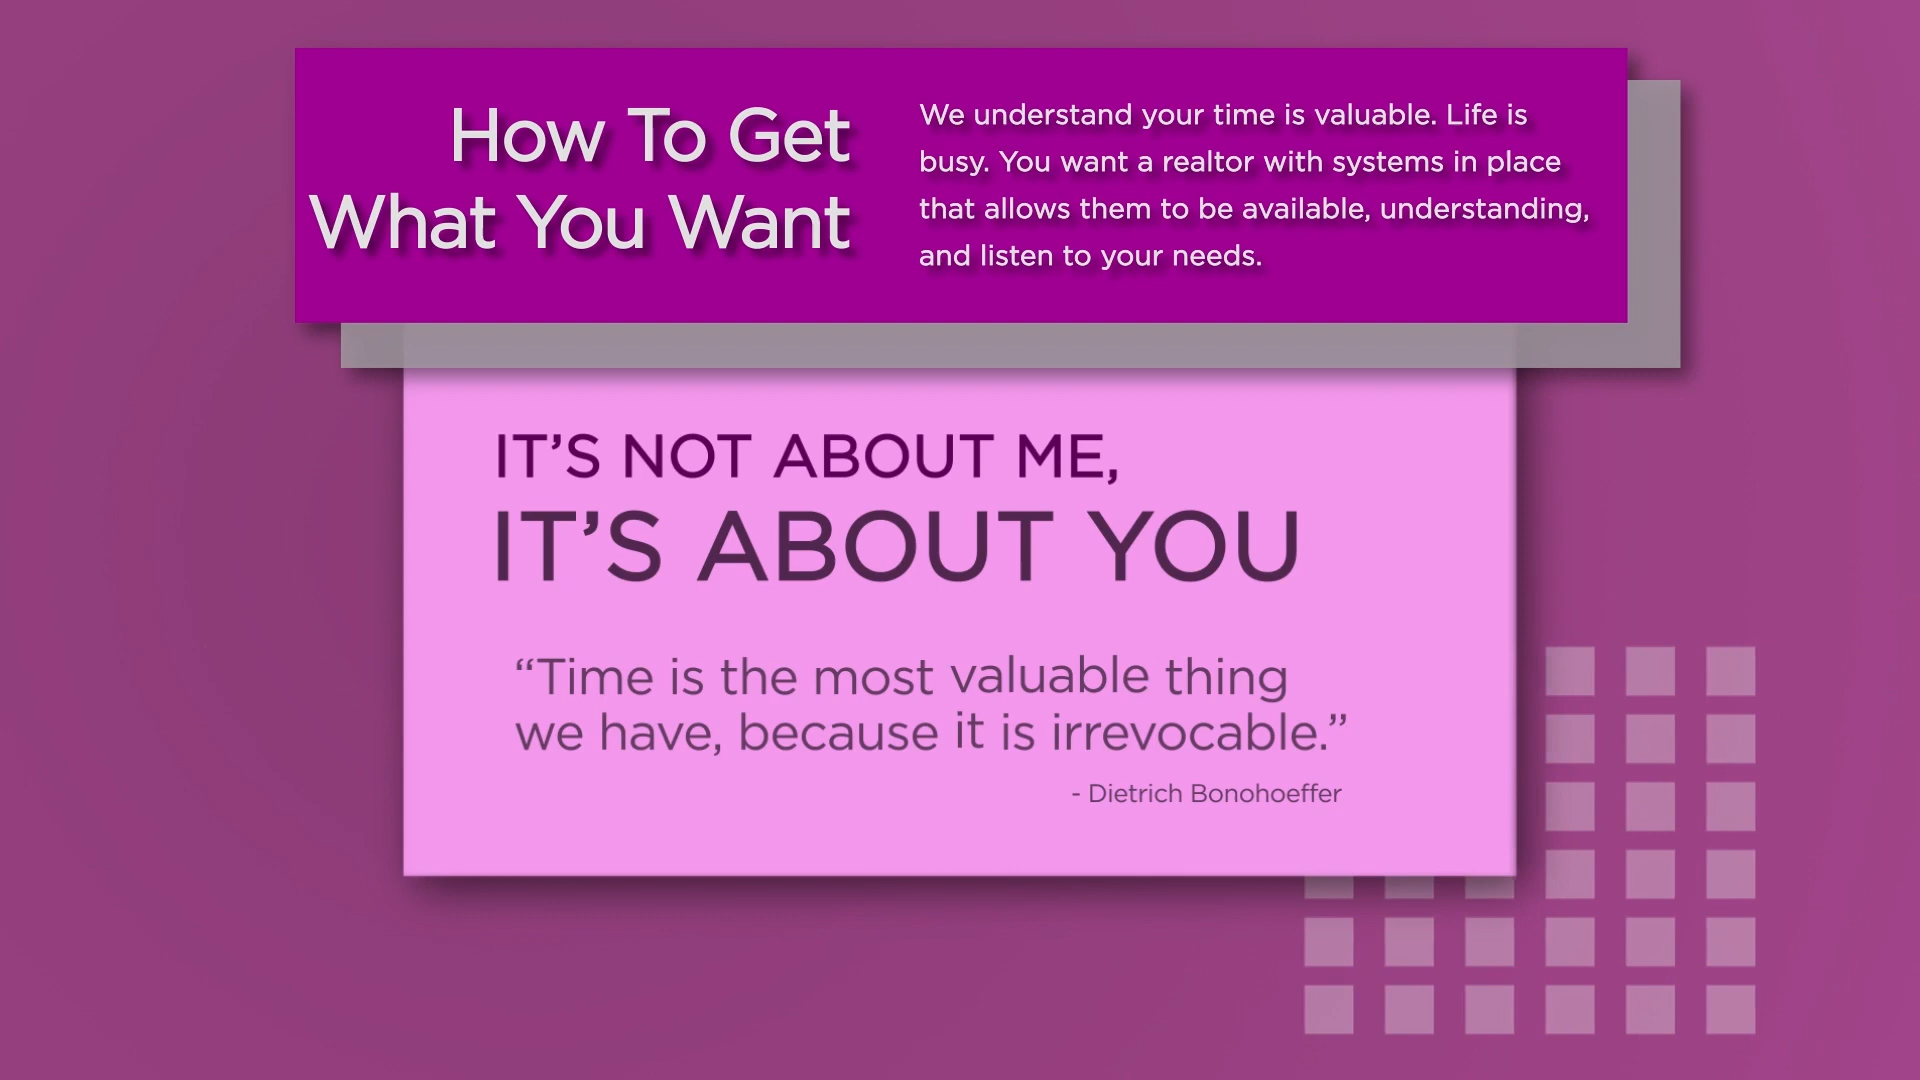 How To Get
What You Want
We understand your time is valuable. Life is
busy. You want a realtor with systems in place
that allows them to be available, understanding,
and listen to your needs.
IT’S NOT ABOUT ME,
IT’S ABOUT YOU
“Time is the most valuable thing
we have, because it is irrevocable.”
- Dietrich Bonohoeffer